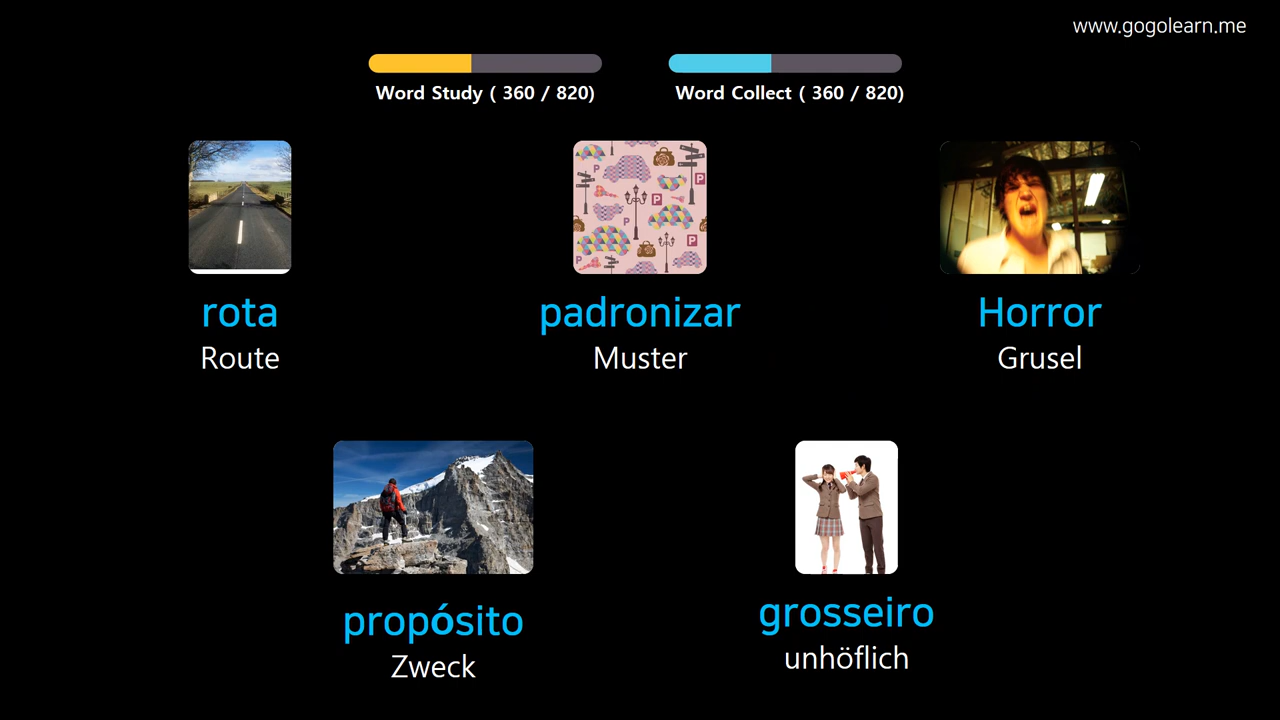 www.gogolearn.me
Word Study ( 360 / 820)
Word Collect ( 360 / 820)
rota
Route
padronizar
Muster
Horror
Grusel
propósito
Zweck
grosseiro
unhöflich